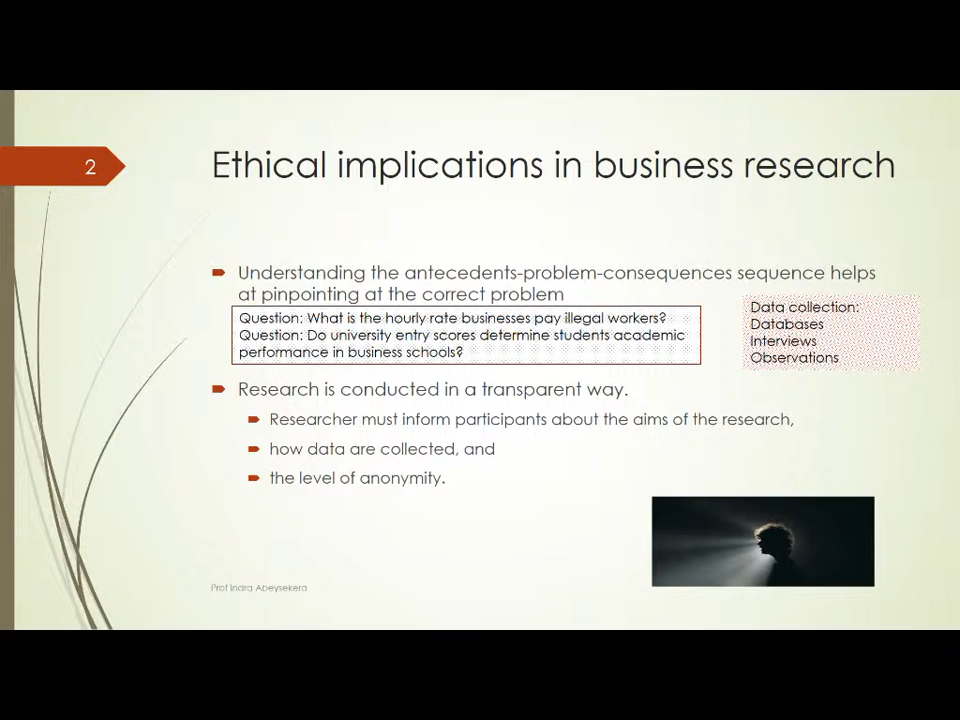 2
Ethical implications in business research
Understanding the antecedents-problem-consequences sequence helps
at pinpointing at the correct problem
Question: What is the hourly rate businesses pay illegal workers?
Question: Do university entry scores determine students academic
performance in business schools?
Data collection:
Databases
Interviews
Observations
Research is conducted in a transparent way.
Researcher must inform participants about the aims of the research,
how data are collected, and
the level of anonymity.
Prof Indra Abeysekera